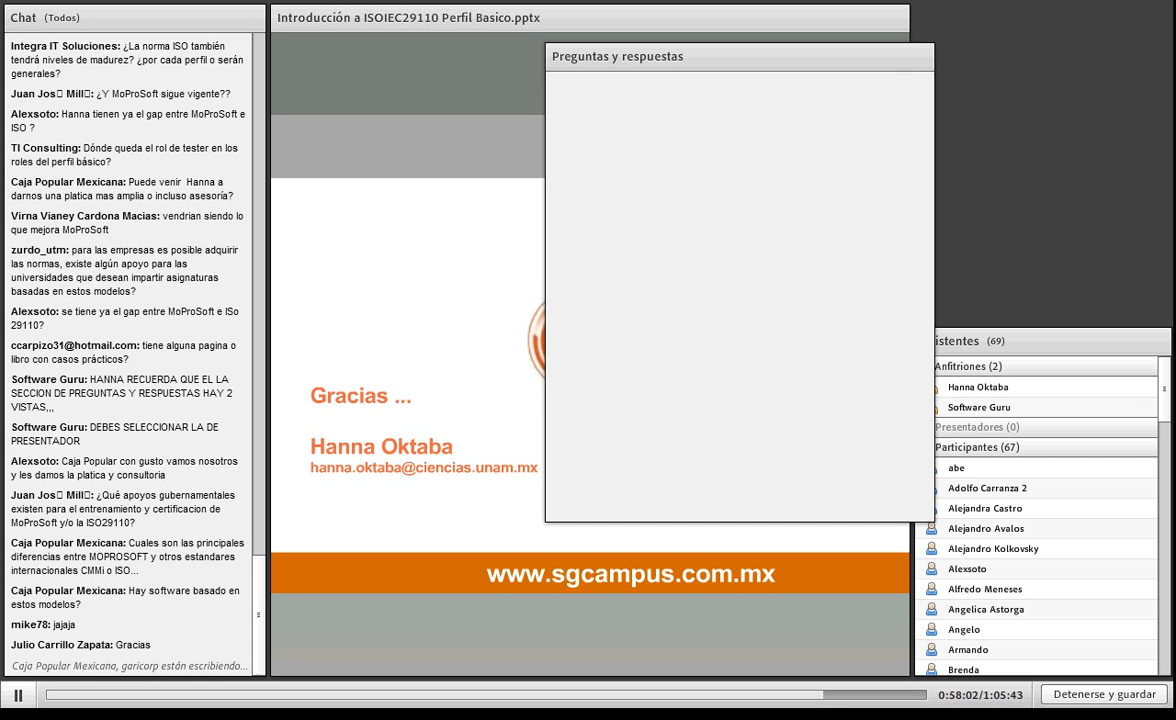 Chat (Todos)
Integra IT Soluciones: ¿La norma ISO también
tendrá niveles de madurez? ¿por cada perfil o serán
generales?
Juan Jos Mill: ¿Y MoProSoft sigue vigente??
Alexsoto: Hanna tienen ya el gap entre MoProSoft e
ISO ?
TI Consulting: Dónde queda el rol de tester en los
roles del perfil básico?
Caja Popular Mexicana: Puede venir Hanna a
darnos una platica mas amplia o incluso asesoría?
Virna Vianey Cardona Macias: vendrian siendo lo
que mejora MoProSoft
zurdo_utm: para las empresas es posible adquirir
las normas, existe algún apoyo para las
universidades que desean impartir asignaturas
basadas en estos modelos?
Alexsoto: se tiene ya el gap entre MoProSoft e ISo
29110?
ccarpizo31@hotmail.com: tiene alguna pagina o
libro con casos prácticos?
Software Guru: HANNA RECUERDA QUE EL LA
SECCION DE PREGUNTAS Y RESPUESTAS HAY 2
VISTAS,,,
Software Guru: DEBES SELECCIONAR LA DE
PRESENTADOR
Alexsoto: Caja Popular con gusto vamos nosotros
y les damos la platica y consultoria
Juan Jos Mill: ¿Qué apoyos gubernamentales
existen para el entrenamiento y certificacion de
MoProSoft y/o la ISO29110?
Caja Popular Mexicana: Cuales son las principales
diferencias entre MOPROSOFT y otros estandares
internacionales CMMi o ISO...
Caja Popular Mexicana: Hay software basado en
estos modelos?
mike78: jajaja
Julio Carrillo Zapata: Gracias
Caja Popular Mexicana, garicorp están escribiendo...
Introducción a ISOIEC29110 Perfil Basico.pptx
Preguntas y respuestas
Gracias ...
Hanna Oktaba
hanna.oktaba@ciencias.unam.mx
www.sgcampus.com.mx
istentes (69)
Anfitriones (2)
Hanna Oktaba
Software Guru
Presentadores (0)
Participantes (67)
abe
Adolfo Carranza 2
Alejandra Castro
Alejandro Avalos
Alejandro Kolkovsky
Alexsoto
Alfredo Meneses
Angelica Astorga
Angelo
Armando
Brenda
0:58:02/1:05:43
Detenerse y guardar